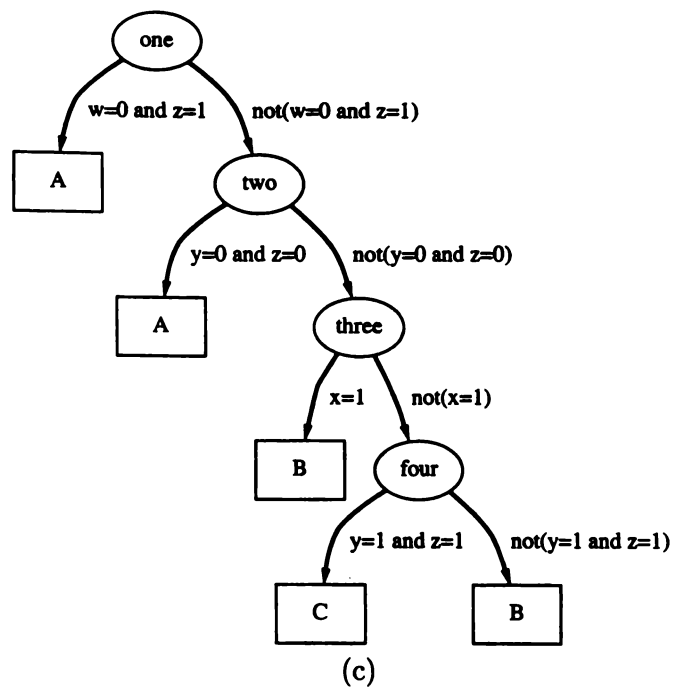 one
w=0 and z=1 not(w=0 and z=1)
A
two
y=0 and z=0 not(y=0 and z=0)
A
three
x=1 not(x=1)
B
four
y=1 and z=1 not(y=1 and z=1)
C
B
(c)